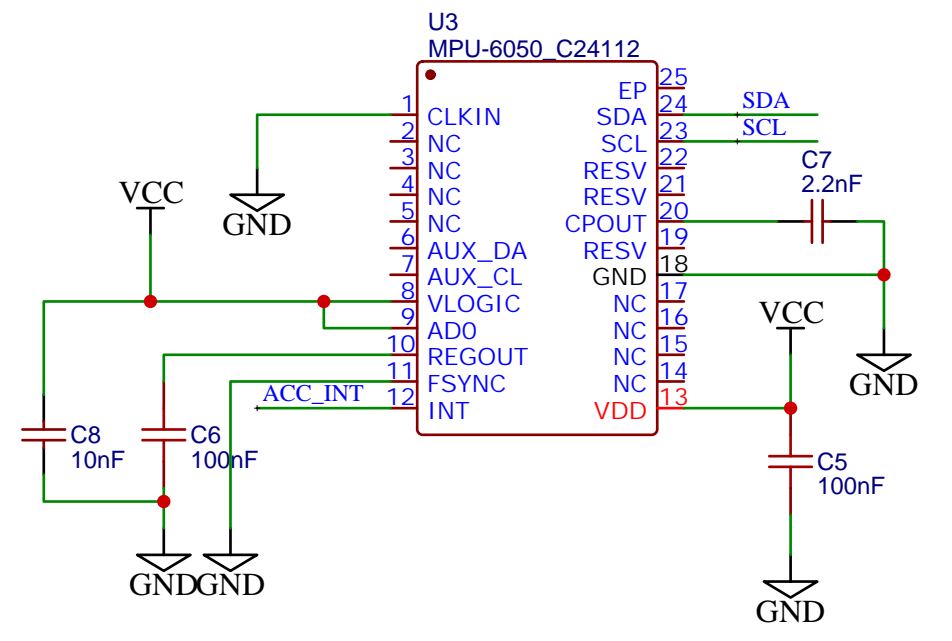 U3
MPU-6050_C24112
1 CLKIN
2 NC
3 NC
4 NC
5 NC
6 AUX_DA
7 AUX_CL
8 VLOGIC
9 AD0
10 REGOUT
11 FSYNC
12 INT
EP 25
SDA 24
SCL 23
RESV 22
RESV 21
CPOUT 20
RESV 19
GND 18
NC 17
NC 16
NC 15
NC 14
VDD 13
SDA
SCL
C7
2.2nF
GND
VCC
GND
VCC
ACC_INT
C8
10nF
C6
100nF
GND
GND
C5
100nF
GND